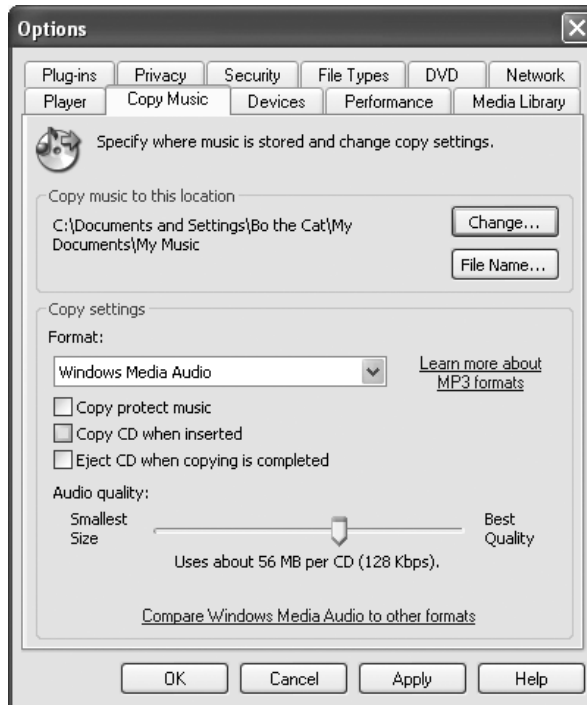 Options
Plug-ins Privacy Security File Types DVD Network
Player Copy Music Devices Performance Media Library
Specify where music is stored and change copy settings.
Copy music to this location
C:\Documents and Settings\Bo the Cat\My
Documents\My Music
Change...
File Name...
Copy settings
Format:
Windows Media Audio
Learn more about
MP3 formats
Copy protect music
Copy CD when inserted
Eject CD when copying is completed
Audio quality:
Smallest
Size
Best
Quality
Uses about 56 MB per CD (128 Kbps).
Compare Windows Media Audio to other formats
OK Cancel Apply Help